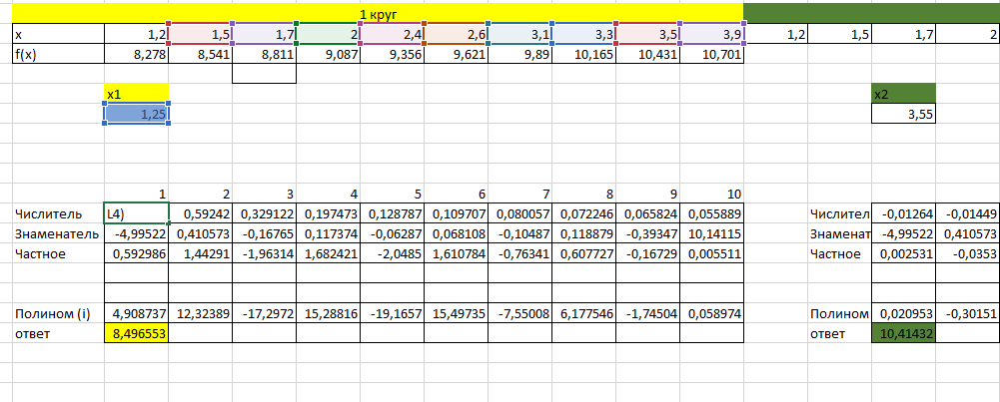 1 круг
x 1,2 1,5 1,7 2 2,4 2,6 3,1 3,3 3,5 3,9 1,2 1,5 1,7 2
f(x) 8,278 8,541 8,811 9,087 9,356 9,621 9,89 10,165 10,431 10,701
x1 x2
1,25 3,55
1 2 3 4 5 6 7 8 9 10
Числитель L4) 0,59242 0,329122 0,197473 0,128787 0,109707 0,080057 0,072246 0,065824 0,055889 Числител -0,01264 -0,01449
Знаменатель -4,99522 0,410573 -0,16765 0,117374 -0,06287 0,068108 -0,10487 0,118879 -0,39347 10,14115 Знаменат -4,99522 0,410573
Частное 0,592986 1,44291 -1,96314 1,682421 -2,0485 1,610784 -0,76341 0,607727 -0,16729 0,005511 Частное 0,002531 -0,0353
Полином (i) 4,908737 12,32389 -17,2972 15,28816 -19,1657 15,49735 -7,55008 6,177546 -1,74504 0,058974 Полином 0,020953 -0,30151
ответ 8,496553 ответ 10,41432